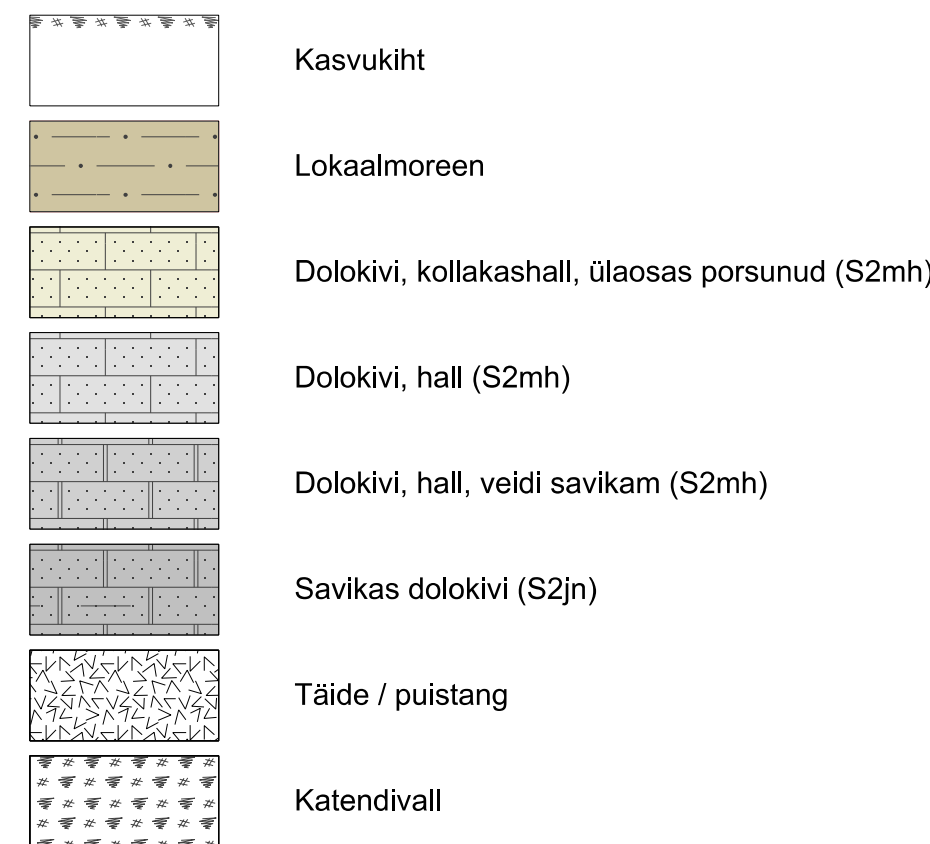 Kasvukiht
Lokaalmoreen
Dolokivi, kollakashall, ülaosas porsunud (S2mh)
Dolokivi, hall (S2mh)
Dolokivi, hall, veidi savikam (S2mh)
Savikas dolokivi (S2jn)
Täide / puistang
Katendivall